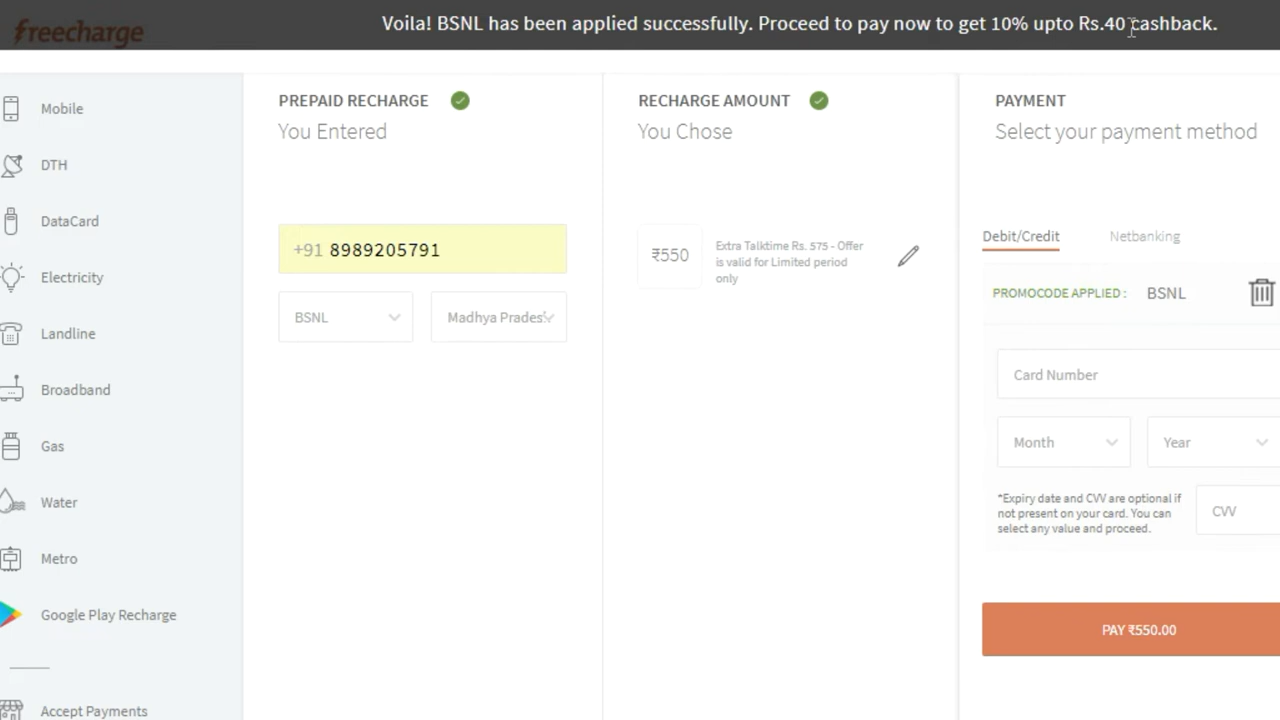 freecharge
Voila! BSNL has been applied successfully. Proceed to pay now to get 10% upto Rs.40 cashback.
Mobile
DTH
DataCard
Electricity
Landline
Broadband
Gas
Water
Metro
Google Play Recharge
Accept Payments
PREPAID RECHARGE
You Entered
+91 8989205791
BSNL
Madhya Prades
RECHARGE AMOUNT
You Chose
₹550
Extra Talktime Rs. 575 - Offer
is valid for Limited period
only
PAYMENT
Select your payment method
Debit/Credit
Netbanking
PROMOCODE APPLIED : BSNL
Card Number
Month
Year
*Expiry date and CVV are optional if
not present on your card. You can
select any value and proceed.
CVV
PAY ₹550.00